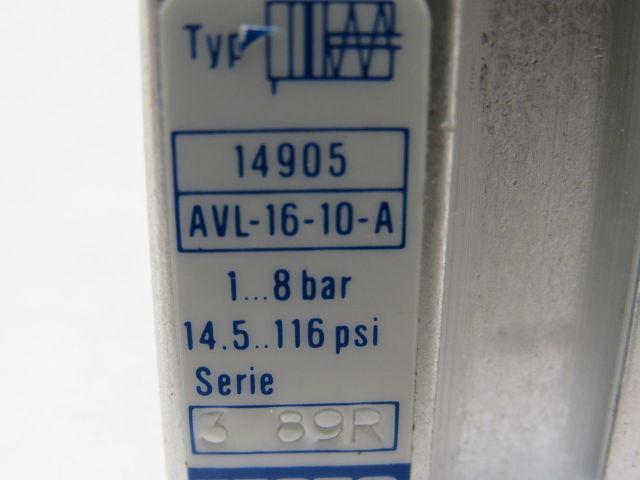 Typ
14905
AVL-16-10-A
1...8 bar
14.5..116 psi
Serie
3 89R